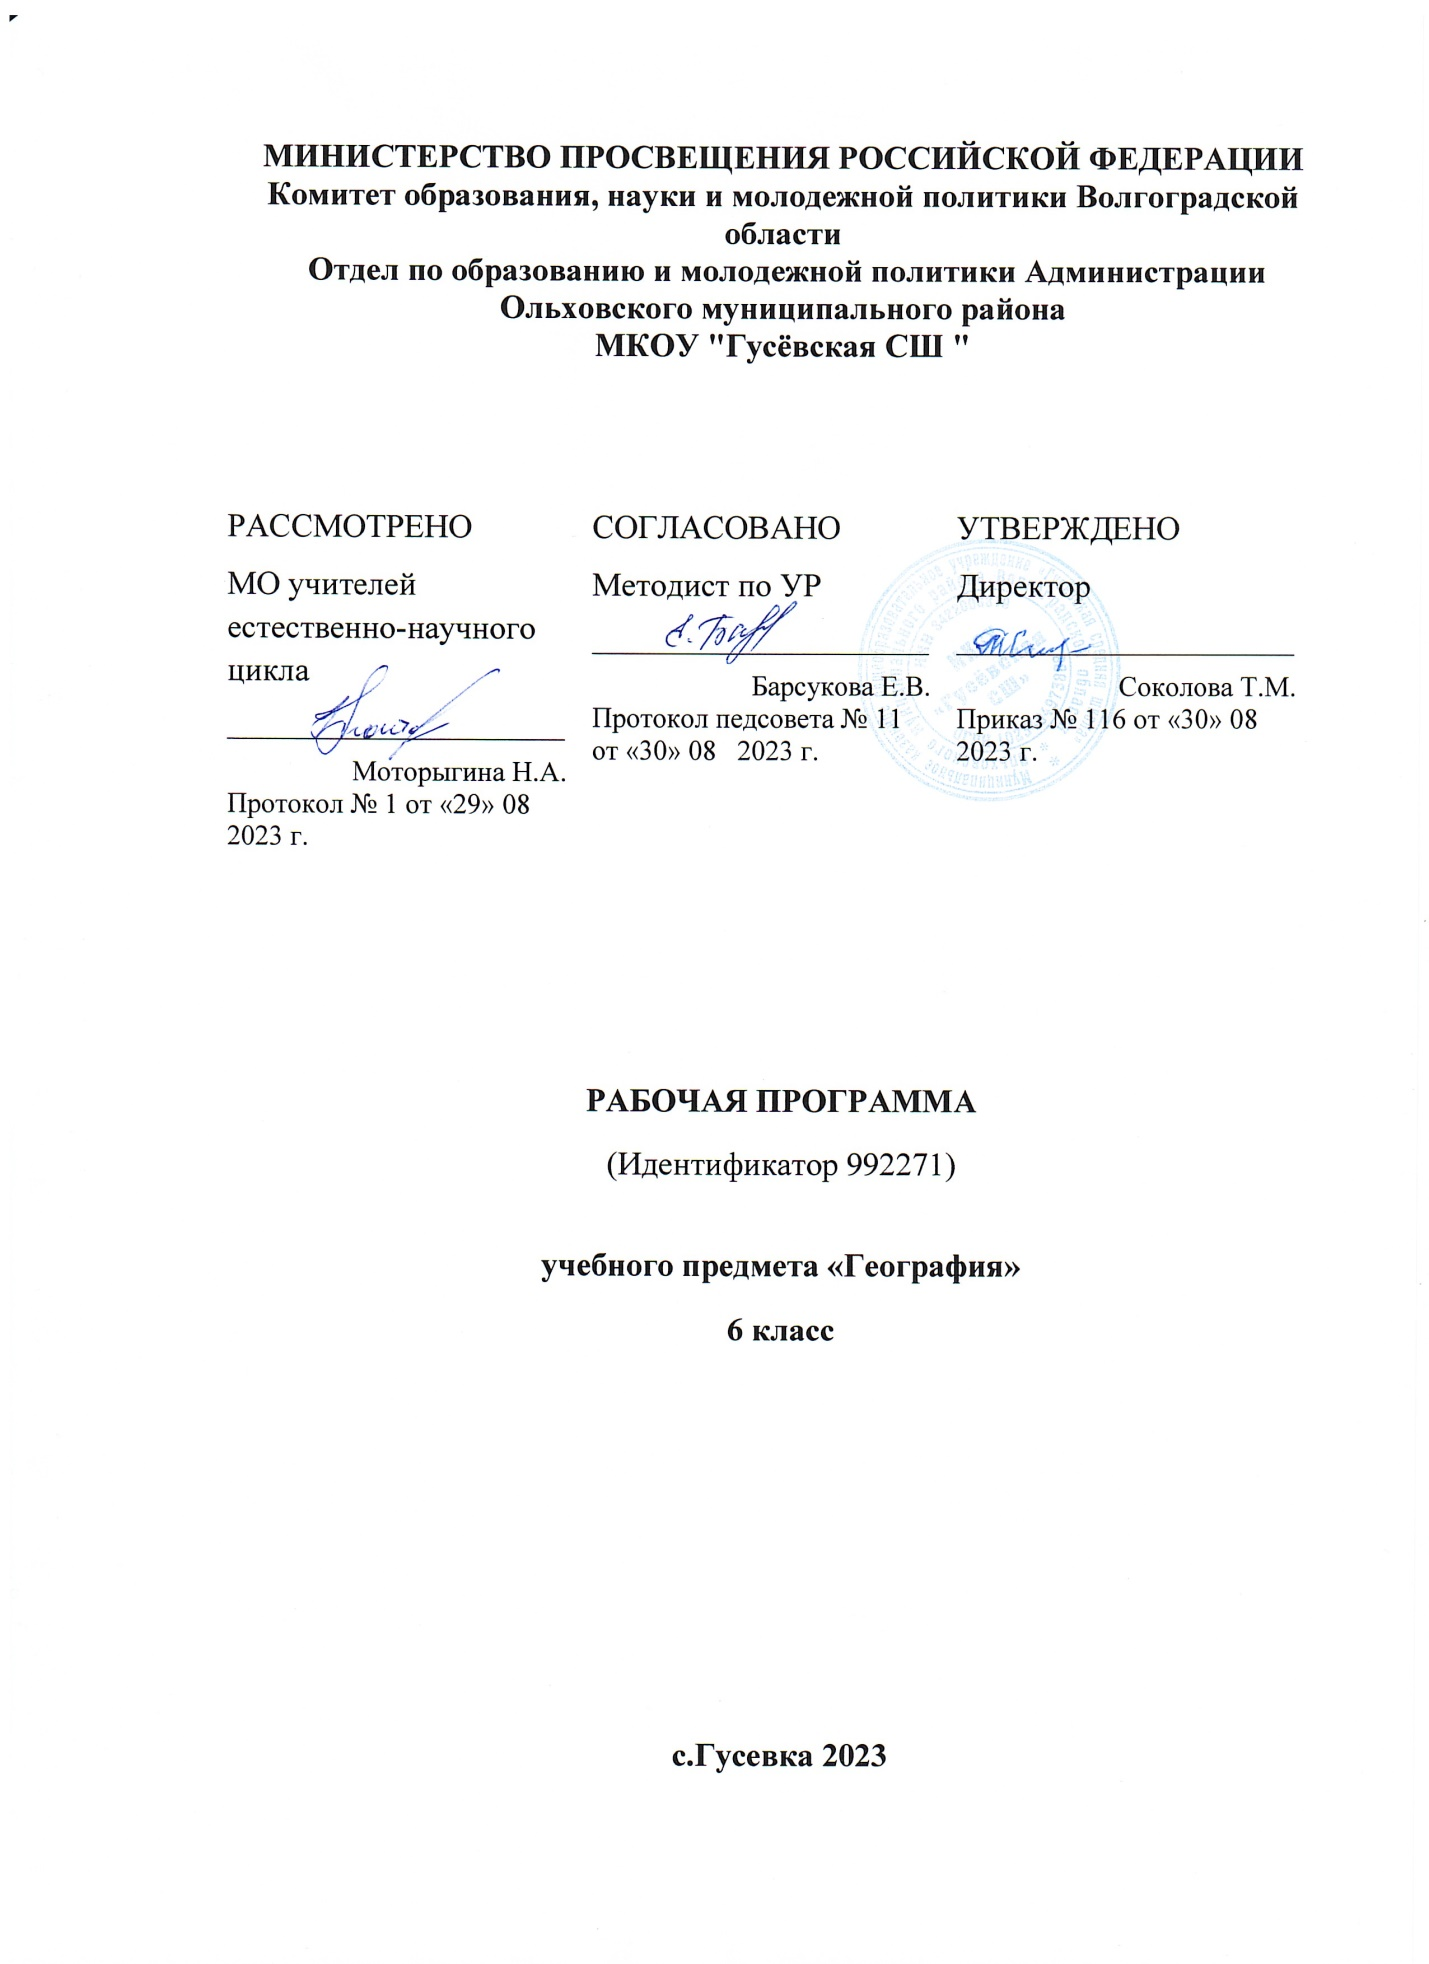 МИНИСТЕРСТВО ПРОСВЕЩЕНИЯ РОССИЙСКОЙ ФЕДЕРАЦИИ
Комитет образования, науки и молодежной политики Волгоградской
области
Отдел по образованию и молодежной политики Администрации
Ольховского муниципального района
МКОУ "Гусёвская СШ "
РАССМОТРЕНО
МО учителей
естественно-научного
цикла
Моторыгина Н.А.
Протокол № 1 от «29» 08
2023 г.
СОГЛАСОВАНО
Методист по УР
Барсукова Е.В.
Протокол педсовета № 11
от «30» 08 2023 г.
УТВЕРЖДЕНО
Директор
Соколова Т.М.
Приказ № 116 от «30» 08
2023 г.
РАБОЧАЯ ПРОГРАММА
(Идентификатор 992271)
учебного предмета «География»
6 класс
с.Гусевка 2023